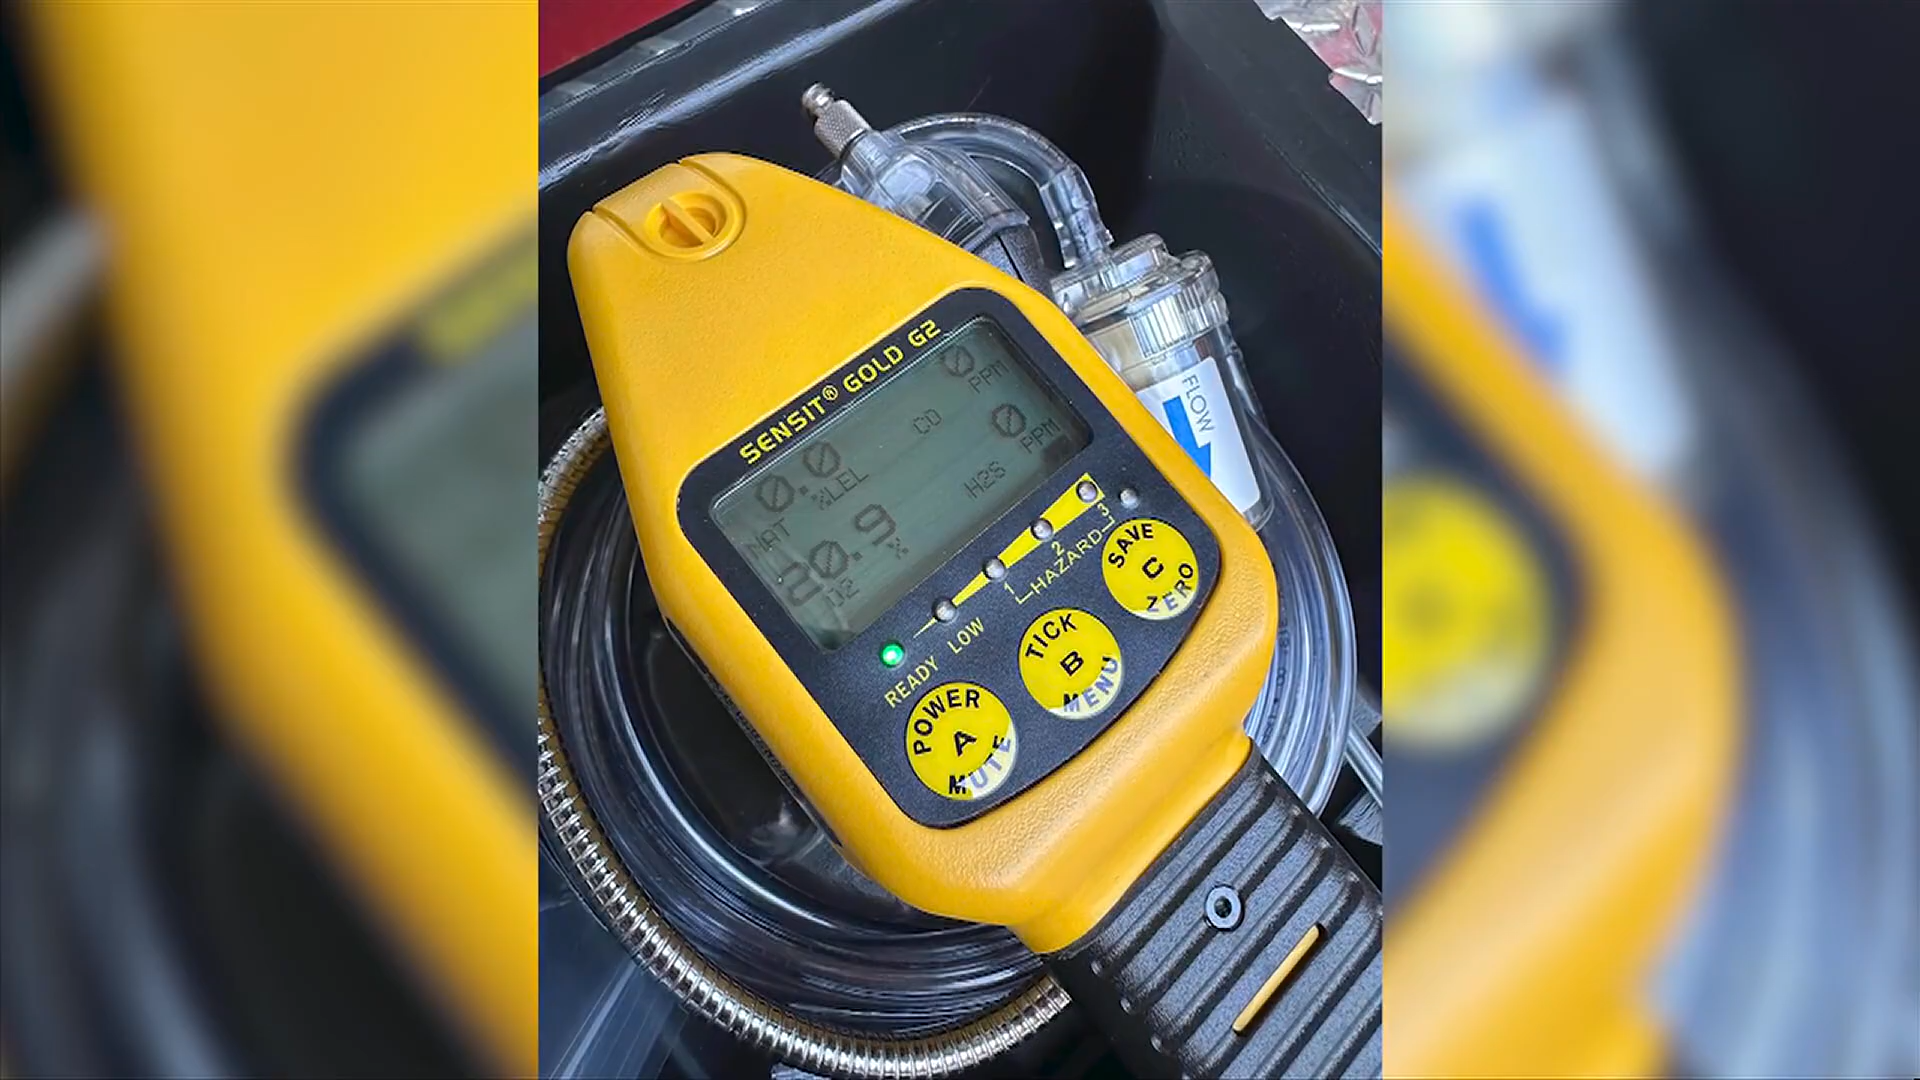 SENSIT® GOLD G2
0 PPM
CO
0.0 %LEL
0 PPM
NAT
H2S
20.9 %
O2
READY LOW 1 2 3
HAZARD
POWER A MUTE
TICK B MENU
SAVE C ZERO
FLOW